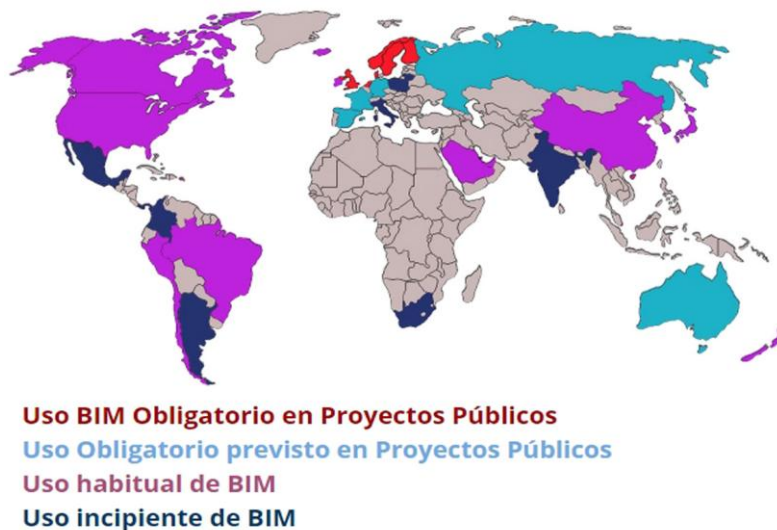 Uso BIM Obligatorio en Proyectos Públicos
Uso Obligatorio previsto en Proyectos Públicos
Uso habitual de BIM
Uso incipiente de BIM